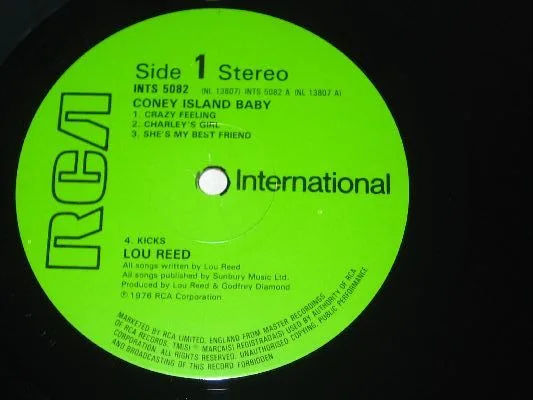 Side 1 Stereo
INTS 5082 (NL 13807) INTS 5082 A (NL 13807 A)
CONEY ISLAND BABY
1. CRAZY FEELING
2. CHARLEY'S GIRL
3. SHE'S MY BEST FRIEND
RCA
International
4. KICKS
LOU REED
All songs written by Lou Reed
All songs published by Sunbury Music Ltd.
Produced by Lou Reed & Godfrey Diamond
℗ 1976 RCA Corporation
MARKETED BY RCA LIMITED, ENGLAND FROM MASTER RECORDINGS
OF RCA RECORDS. TM(S) ® MARCA(S) REGISTRADA(S) USED BY AUTHORITY OF RCA
CORPORATION. ALL RIGHTS RESERVED. UNAUTHORISED COPYING, PUBLIC PERFORMANCE
AND BROADCASTING OF THIS RECORD FORBIDDEN